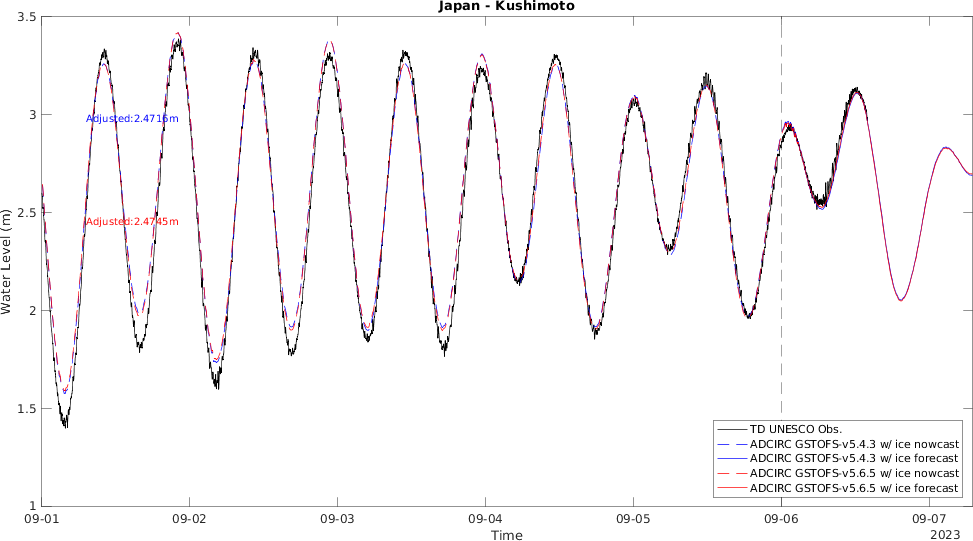 Japan - Kushimoto
3.5
3
2.5
2
1.5
1
Water Level (m)
Adjusted:2.4716m
Adjusted:2.4745m
TD UNESCO Obs.
ADCIRC GSTOFS-v5.4.3 w/ ice nowcast
ADCIRC GSTOFS-v5.4.3 w/ ice forecast
ADCIRC GSTOFS-v5.6.5 w/ ice nowcast
ADCIRC GSTOFS-v5.6.5 w/ ice forecast
09-01 09-02 09-03 09-04 09-05 09-06 09-07
Time
2023